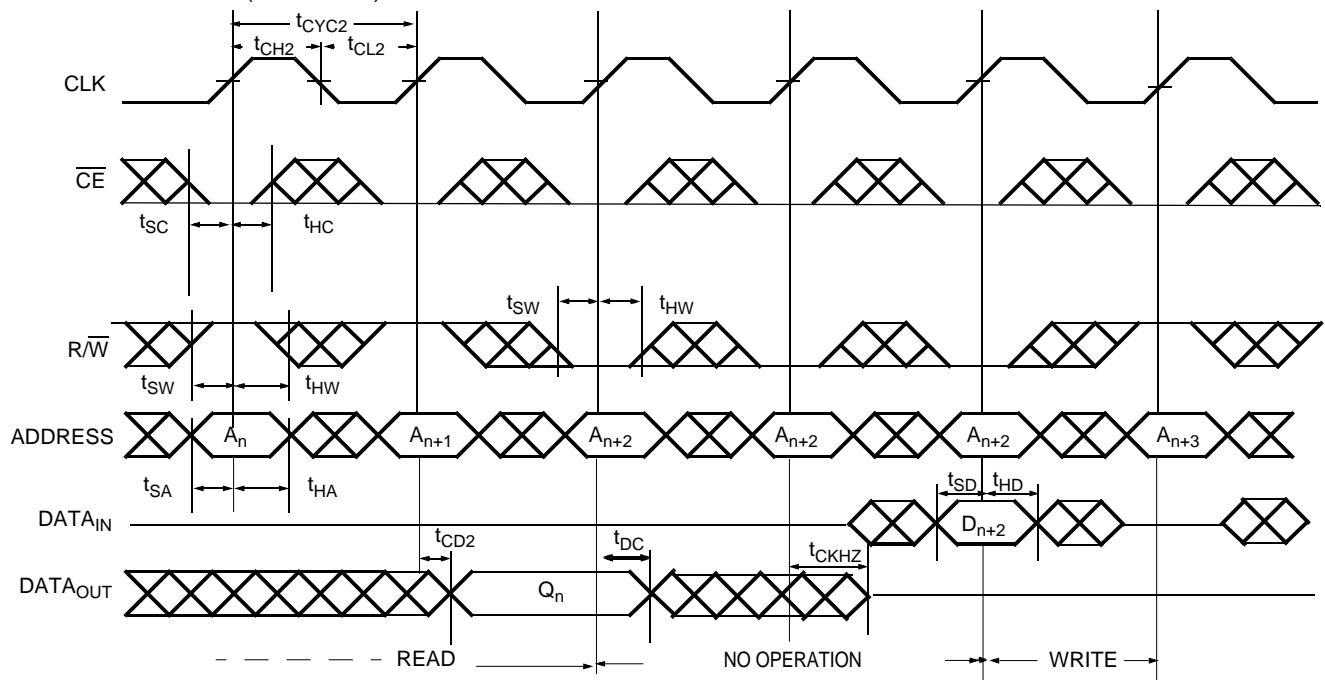 tCYC2
tCH2 tCL2
CLK
CE
tSC tHC
tSW tHW
R/W
tSW tHW
ADDRESS An An+1 An+2 An+2 An+2 An+3
tSA tHA
tSD tHD
DATAIN Dn+2
tCD2 tDC tCKHZ
DATAOUT Qn
READ NO OPERATION WRITE